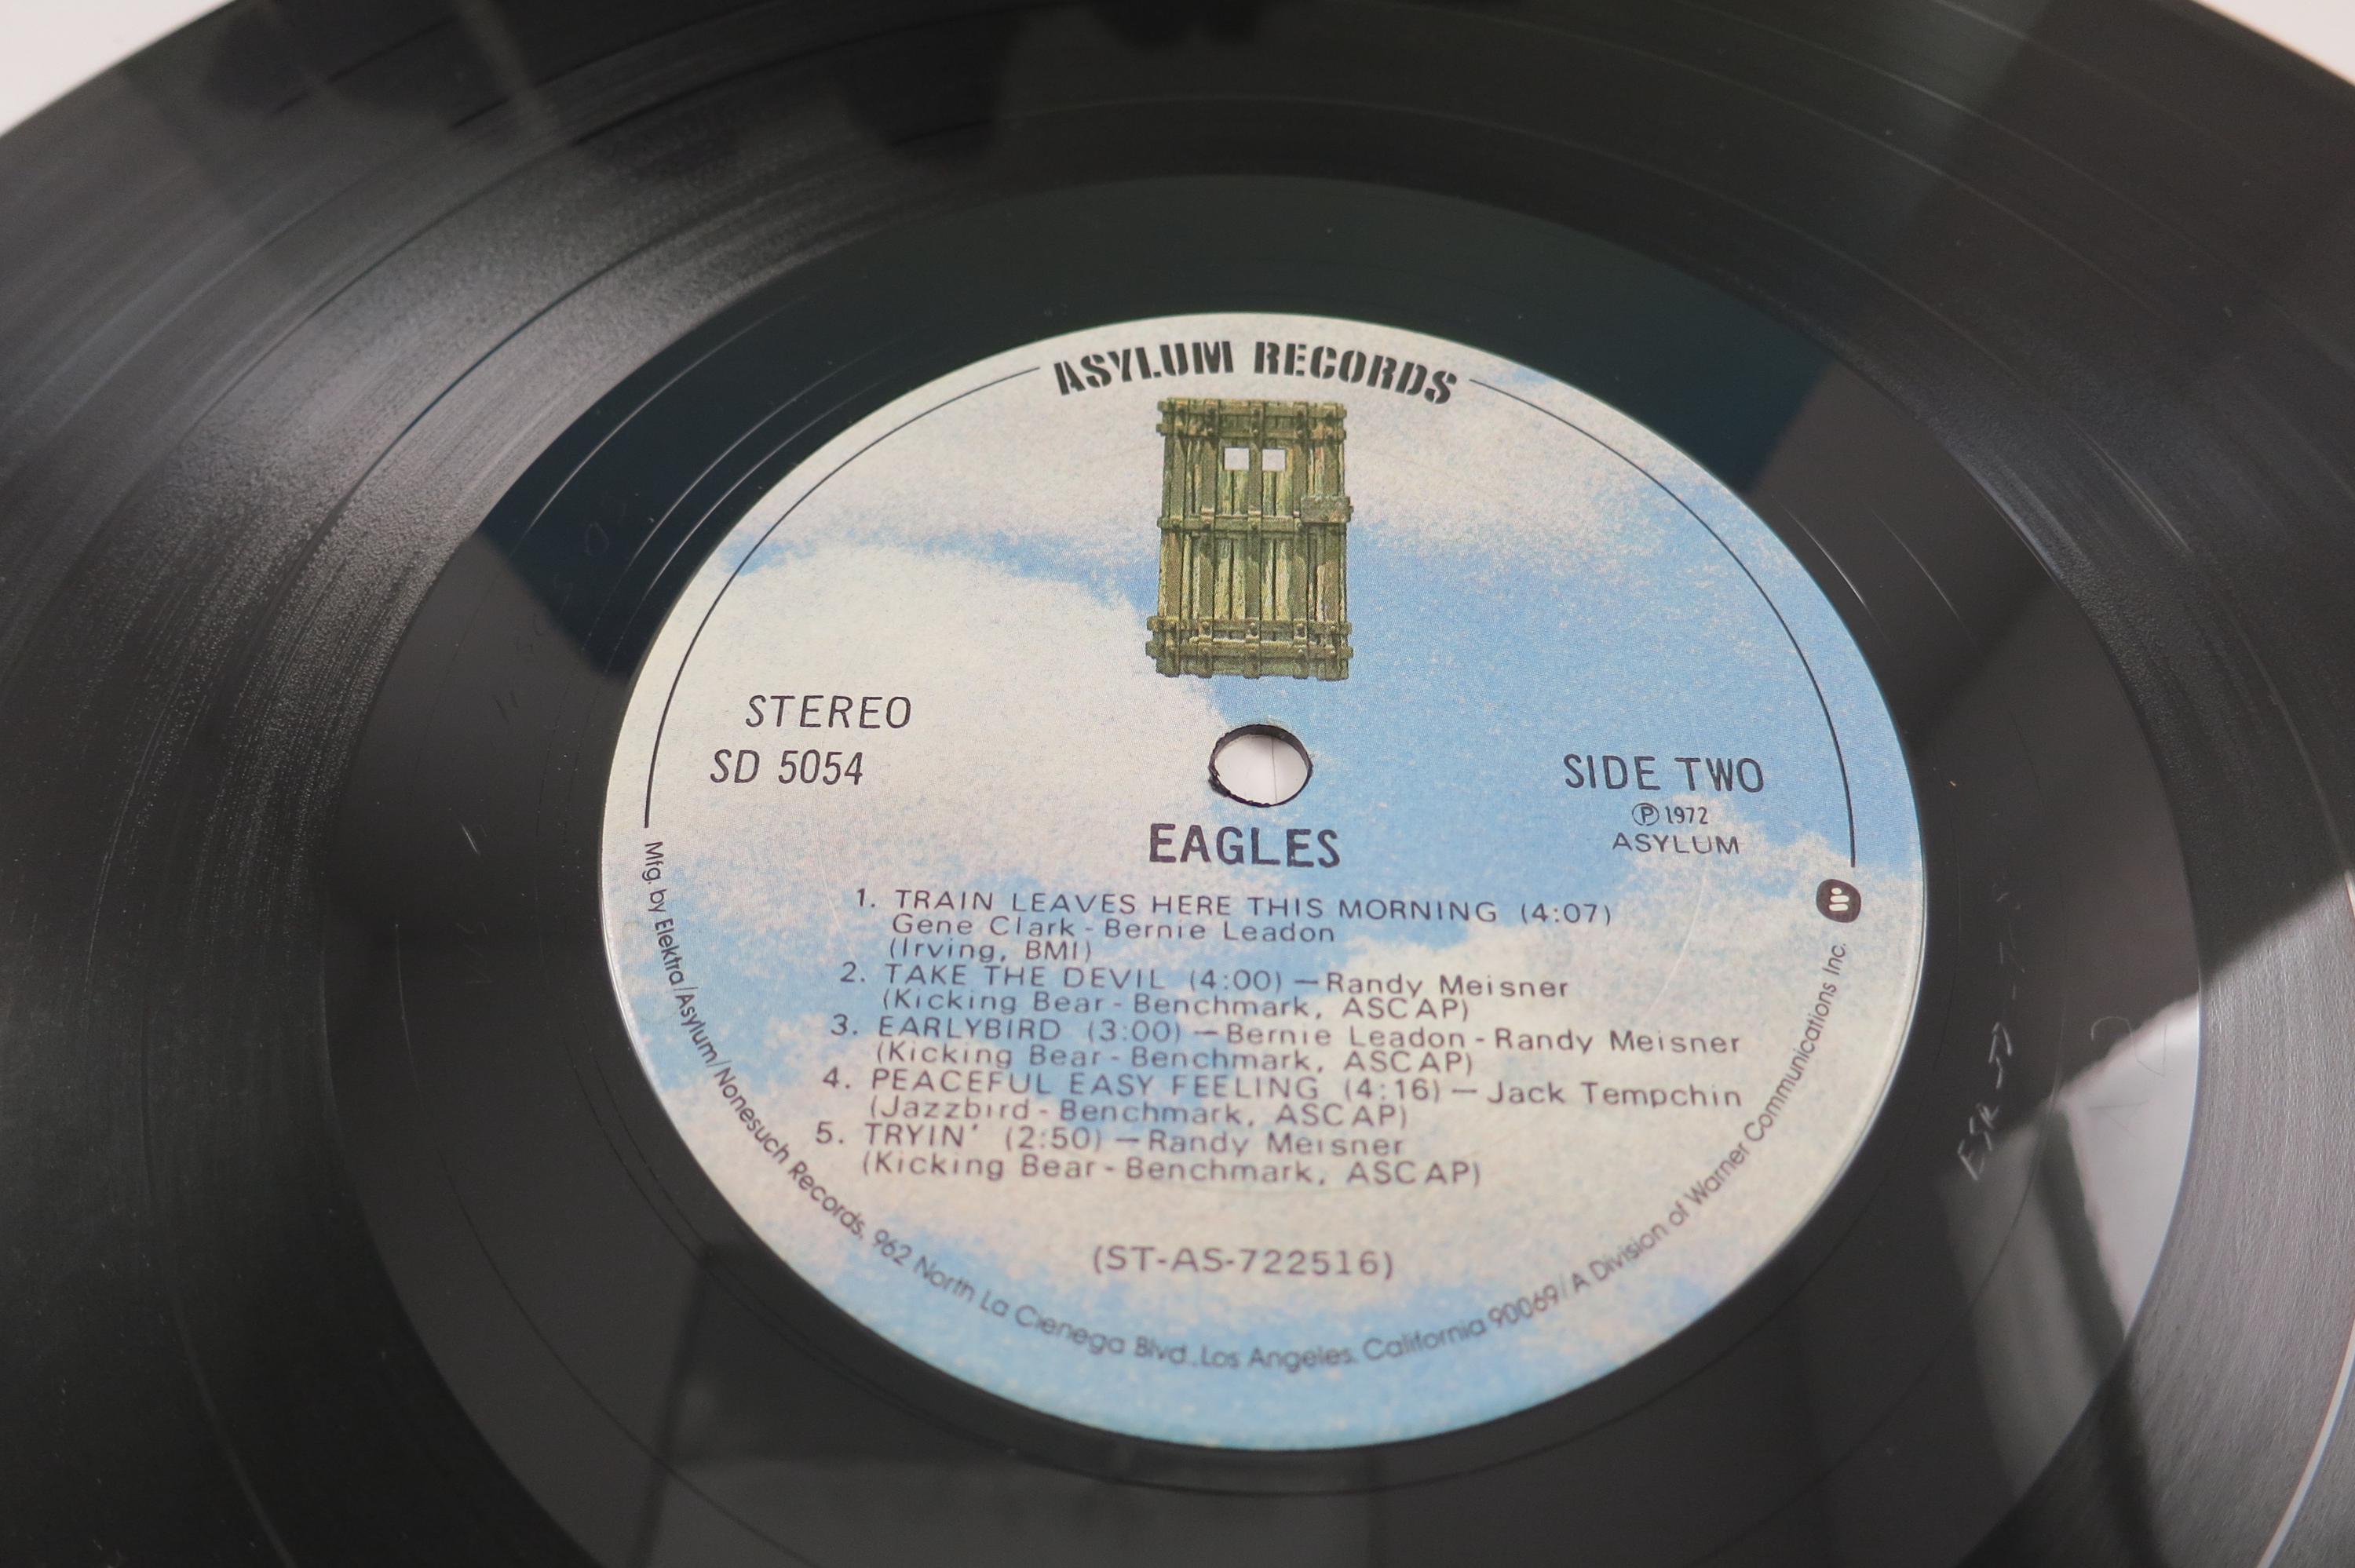 ASYLUM RECORDS
STEREO
SD 5054
SIDE TWO
Ⓟ 1972
ASYLUM
EAGLES
1. TRAIN LEAVES HERE THIS MORNING (4:07)
Gene Clark - Bernie Leadon
(Irving, BMI)
2. TAKE THE DEVIL (4:00) — Randy Meisner
(Kicking Bear - Benchmark, ASCAP)
3. EARLYBIRD (3:00) — Bernie Leadon - Randy Meisner
(Kicking Bear - Benchmark, ASCAP)
4. PEACEFUL EASY FEELING (4:16) — Jack Tempchin
(Jazzbird - Benchmark, ASCAP)
5. TRYIN' (2:50) — Randy Meisner
(Kicking Bear - Benchmark, ASCAP)
(ST-AS-722516)
Mfg. by Elektra/Asylum/Nonesuch Records, 962 North La Cienega Blvd., Los Angeles, California 90069/A Division of Warner Communications Inc.